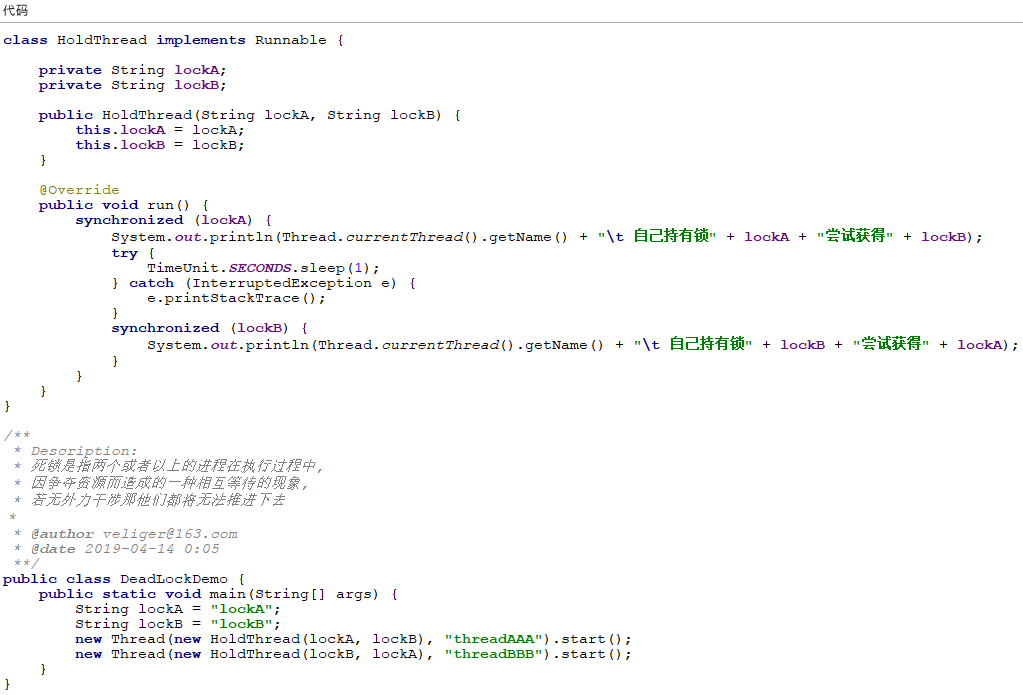 代码
class HoldThread implements Runnable {
    private String lockA;
    private String lockB;
    public HoldThread(String lockA, String lockB) {
        this.lockA = lockA;
        this.lockB = lockB;
    }
    @Override
    public void run() {
        synchronized (lockA) {
            System.out.println(Thread.currentThread().getName() + "\t 自己持有锁" + lockA + "尝试获得" + lockB);
            try {
                TimeUnit.SECONDS.sleep(1);
            } catch (InterruptedException e) {
                e.printStackTrace();
            }
            synchronized (lockB) {
                System.out.println(Thread.currentThread().getName() + "\t 自己持有锁" + lockB + "尝试获得" + lockA);
            }
        }
    }
}
/**
 * Description:
 * 死锁是指两个或者以上的进程在执行过程中,
 * 因争夺资源而造成的一种相互等待的现象,
 * 若无外力干涉那他们都将无法推进下去
 *
 * @author veliger@163.com
 * @date 2019-04-14 0:05
 **/
public class DeadLockDemo {
    public static void main(String[] args) {
        String lockA = "lockA";
        String lockB = "lockB";
        new Thread(new HoldThread(lockA, lockB), "threadAAA").start();
        new Thread(new HoldThread(lockB, lockA), "threadBBB").start();
    }
}